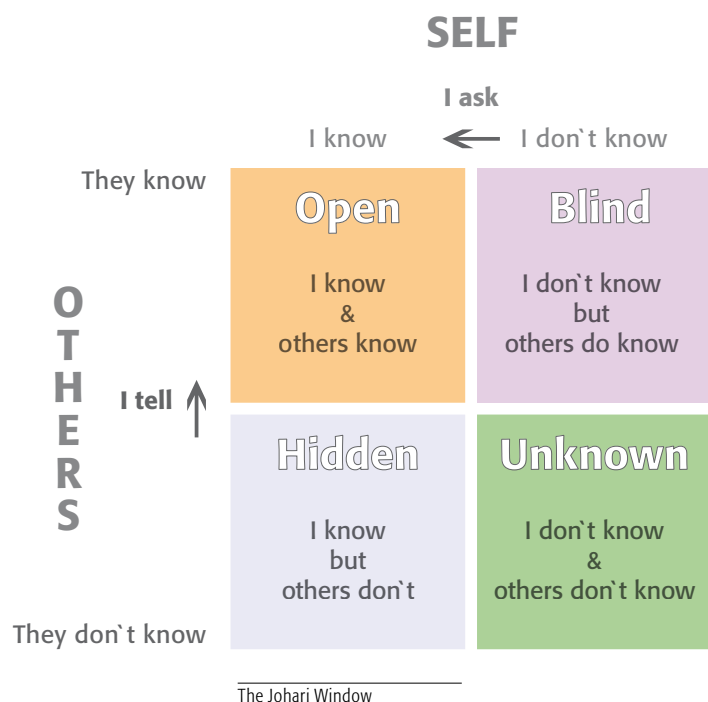 SELF
I ask
I know
I don`t know
They know
Open
I know
&
others know
Blind
I don`t know
but
others do know
OTHERS
I tell
Hidden
I know
but
others don`t
Unknown
I don`t know
&
others don`t know
They don`t know
The Johari Window